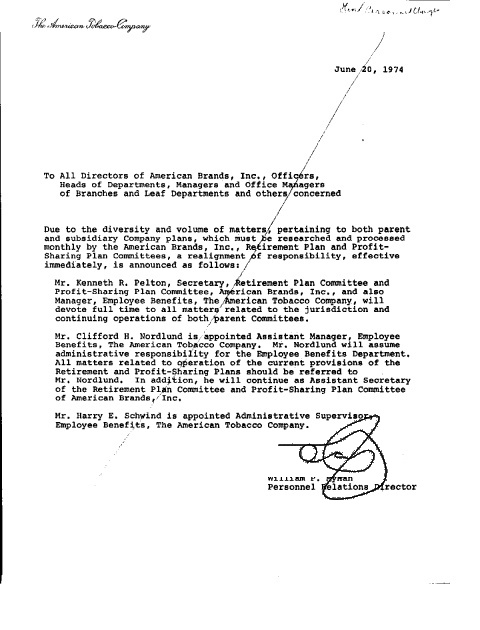 The American Tobacco Company
June 20, 1974
To All Directors of American Brands, Inc., Officers,
Heads of Departments, Managers and Office Managers
of Branches and Leaf Departments and others concerned
Due to the diversity and volume of matters, pertaining to both parent
and subsidiary Company plans, which must be researched and processed
monthly by the American Brands, Inc., Retirement Plan and Profit-
Sharing Plan Committees, a realignment of responsibility, effective
immediately, is announced as follows:
Mr. Kenneth R. Pelton, Secretary, Retirement Plan Committee and
Profit-Sharing Plan Committee, American Brands, Inc., and also
Manager, Employee Benefits, The American Tobacco Company, will
devote full time to all matters related to the jurisdiction and
continuing operations of both parent Committees.
Mr. Clifford H. Nordlund is appointed Assistant Manager, Employee
Benefits, The American Tobacco Company. Mr. Nordlund will assume
administrative responsibility for the Employee Benefits Department.
All matters related to operation of the current provisions of the
Retirement and Profit-Sharing Plans should be referred to
Mr. Nordlund. In addition, he will continue as Assistant Secretary
of the Retirement Plan Committee and Profit-Sharing Plan Committee
of American Brands, Inc.
Mr. Harry E. Schwind is appointed Administrative Supervisor,
Employee Benefits, The American Tobacco Company.
William F.
Personnel Relations Director